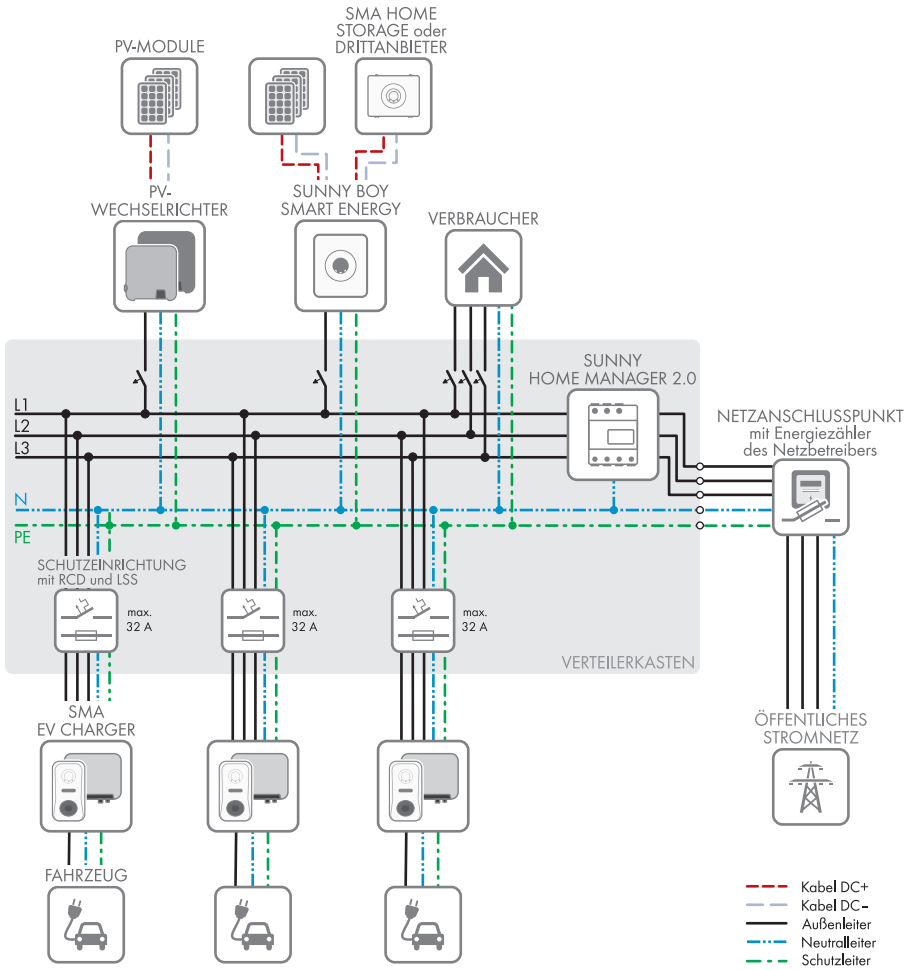 SMA HOME
STORAGE oder
DRITTANBIETER
PV-MODULE
PV-
WECHSELRICHTER
SUNNY BOY
SMART ENERGY
VERBRAUCHER
SUNNY
HOME MANAGER 2.0
L1
L2
L3
N
PE
NETZANSCHLUSSPUNKT
mit Energiezähler
des Netzbetreibers
SCHUTZEINRICHTUNG
mit RCD und LSS
max.
32 A
max.
32 A
max.
32 A
VERTEILERKASTEN
SMA
EV CHARGER
ÖFFENTLICHES
STROMNETZ
FAHRZEUG
Kabel DC+
Kabel DC–
Außenleiter
Neutralleiter
Schutzleiter